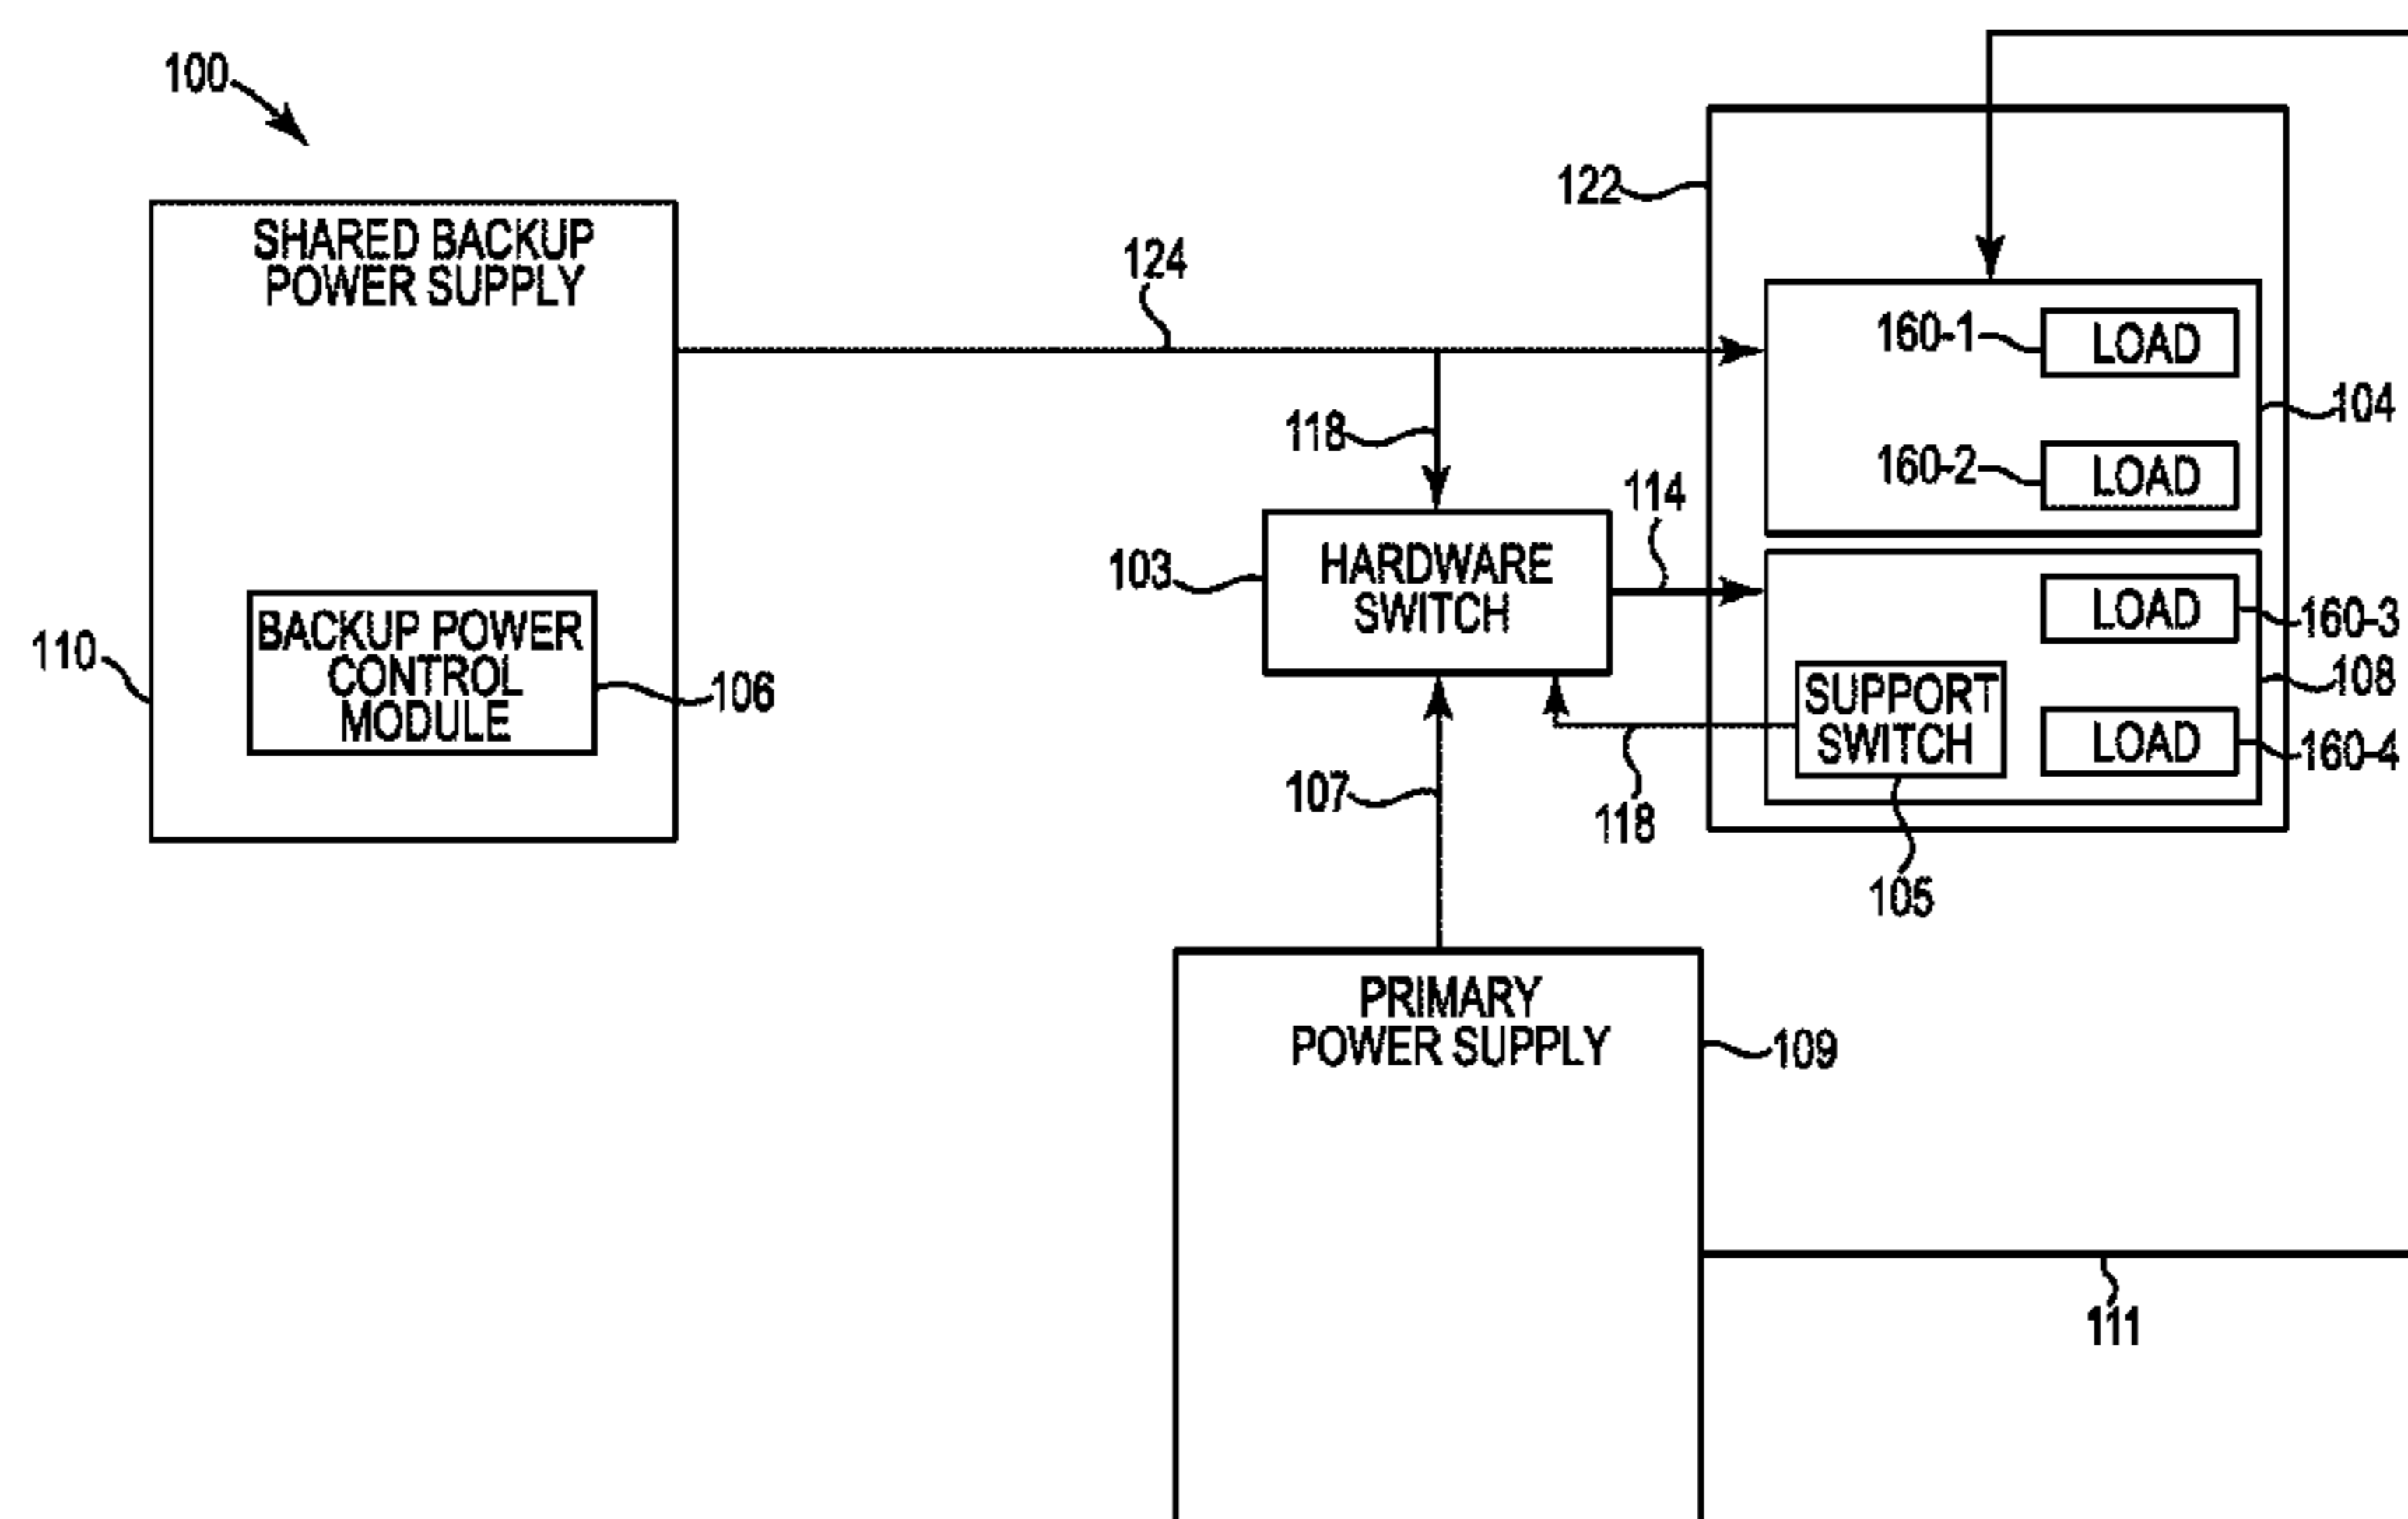 100
122
SHARED BACKUP
POWER SUPPLY
124
160-1
LOAD
104
118
160-2
LOAD
114
103
HARDWARE
SWITCH
160-3
LOAD
110
BACKUP POWER
CONTROL
MODULE
106
108
SUPPORT
SWITCH
LOAD
160-4
107
118
105
PRIMARY
POWER SUPPLY
109
111